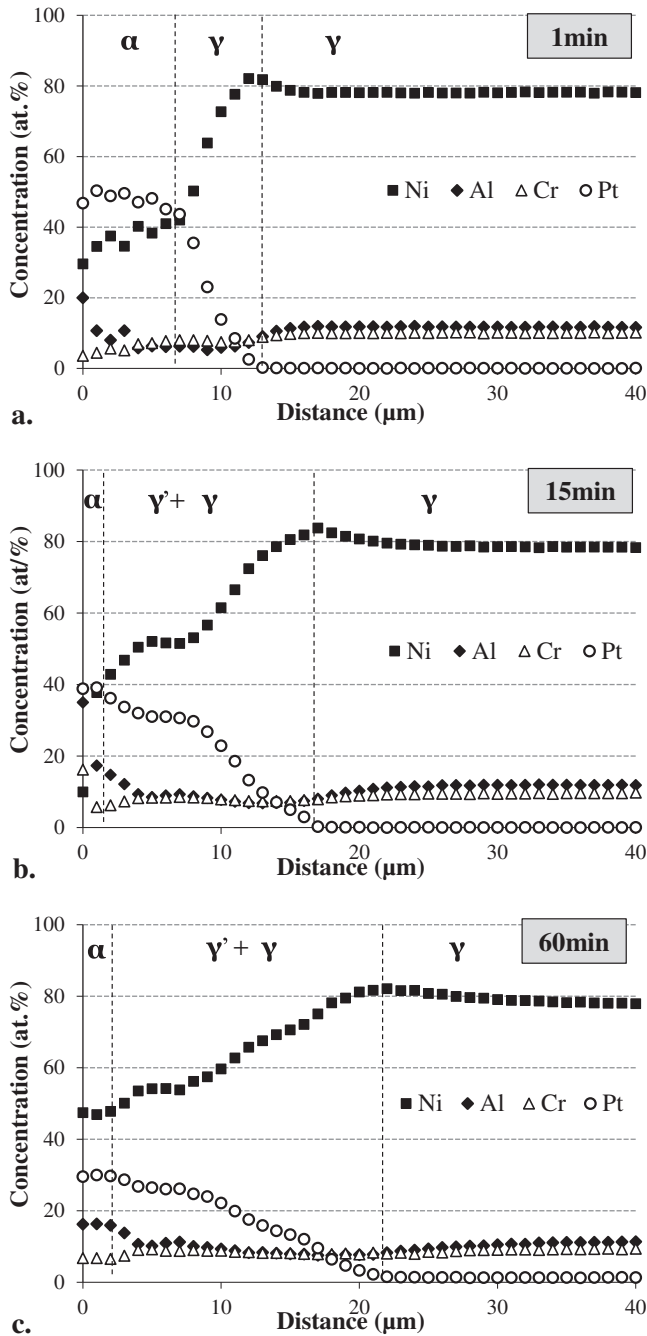 100
80
60
40
20
0
Concentration (at.%)
α
γ
γ
1min
Ni
Al
Cr
Pt
0
10
20
30
40
Distance (µm)
a.
100
80
60
40
20
0
Concentration (at/%)
α
γ’+ γ
γ
15min
Ni
Al
Cr
Pt
0
10
20
30
40
Distance (µm)
b.
100
80
60
40
20
0
Concentration (at.%)
α
γ’ + γ
γ
60min
Ni
Al
Cr
Pt
0
10
20
30
40
Distance (µm)
c.